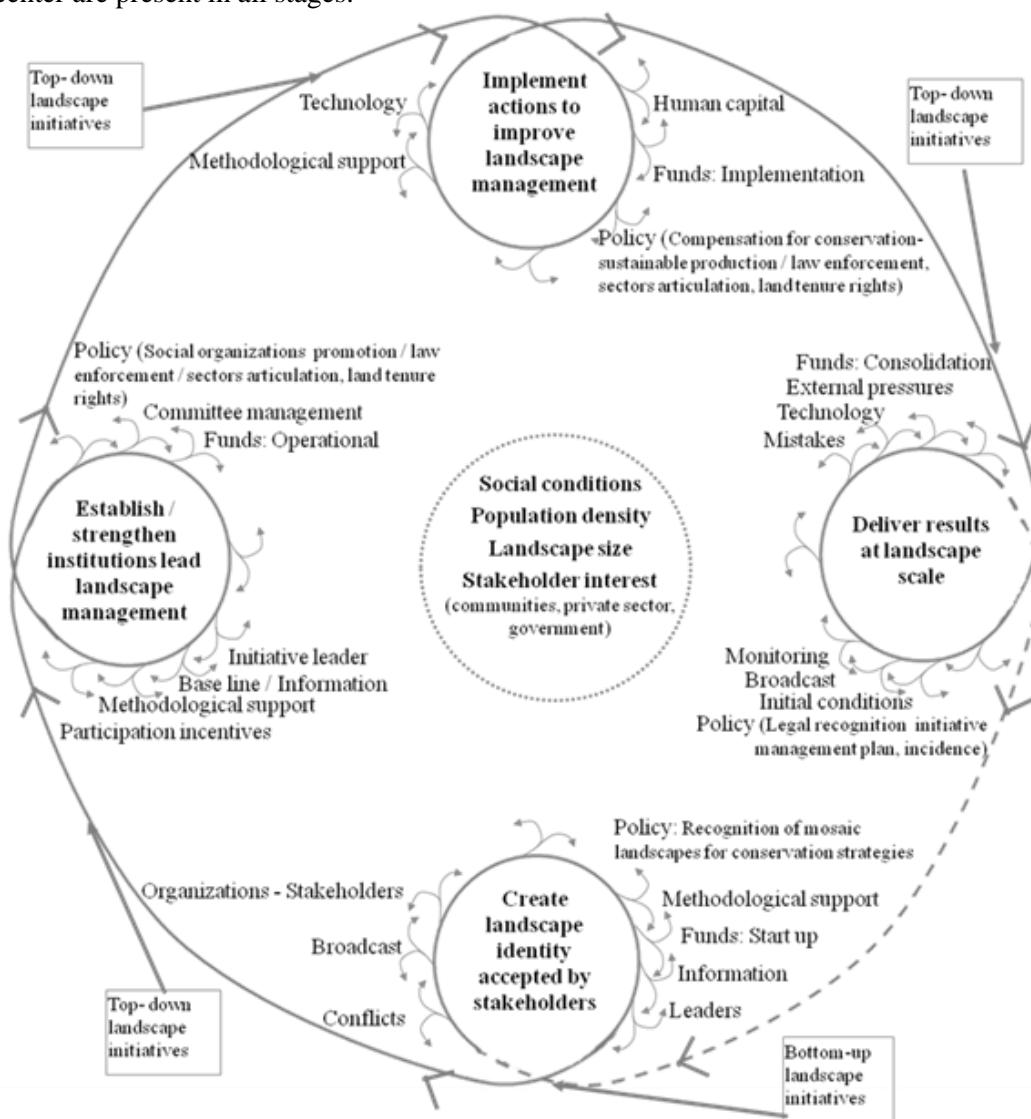 center are present in all stages.
Top- down
landscape
initiatives
Implement
actions to
improve
landscape
management
Technology
Methodological support
Human capital
Funds: Implementation
Policy (Compensation for conservation-
sustainable production / law enforcement,
sectors articulation, land tenure rights)
Top- down
landscape
initiatives
Policy (Social organizations promotion / law
enforcement / sectors articulation, land tenure
rights)
Committee management
Funds: Operational
Establish /
strengthen
institutions lead
landscape
management
Initiative leader
Base line / Information
Methodological support
Participation incentives
Social conditions
Population density
Landscape size
Stakeholder interest
(communities, private sector,
government)
Funds: Consolidation
External pressures
Technology
Mistakes
Deliver results
at landscape
scale
Monitoring
Broadcast
Initial conditions
Policy (Legal recognition initiative
management plan, incidence)
Policy: Recognition of mosaic
landscapes for conservation strategies
Organizations - Stakeholders
Broadcast
Conflicts
Create
landscape
identity
accepted by
stakeholders
Methodological support
Funds: Start up
Information
Leaders
Top- down
landscape
initiatives
Bottom-up
landscape
initiatives